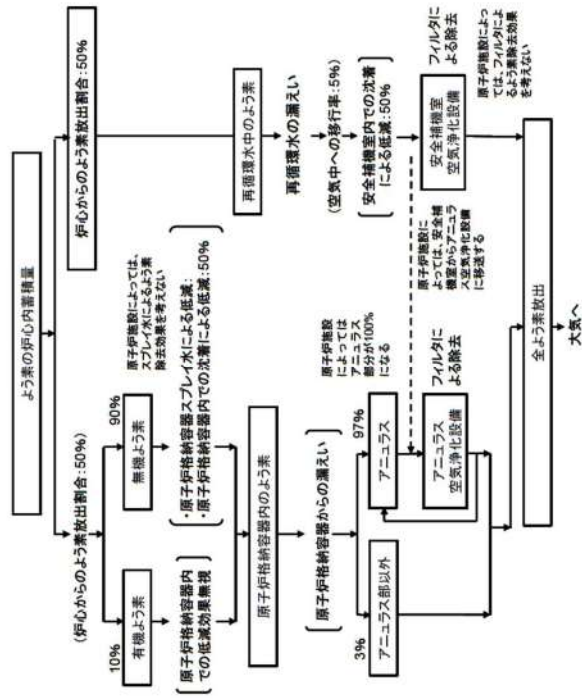 よう素の炉心内蓄積量
(炉心からのよう素放出割合:50%)
炉心からのよう素放出割合:50%
10%
有機よう素
90%
無機よう素
原子炉施設によっては、
スプレイ水によるよう素
除去効果を考えない
原子炉格納容器内
での低減効果無視
・原子炉格納容器スプレイ水による低減:
・原子炉格納容器内での沈着による低減:50%
原子炉格納容器内のよう素
原子炉格納容器からの漏えい
3%
アニュラス部以外
97%
アニュラス
原子炉施設
によっては
アニュラス
部分が100%
になる
アニュラス
空気浄化設備
フィルタに
よる除去
再循環水中のよう素
再循環水の漏えい
(空気中への移行率:5%)
安全補機室内での沈着
による低減:50%
原子炉施設に
よっては、安全補
機室からアニュラ
ス空気浄化設備
に移送する
安全補機室
空気浄化設備
フィルタに
よる除去
原子炉施設によっ
ては、フィルタによ
るよう素除去効果
を考えない
全よう素放出
大気へ